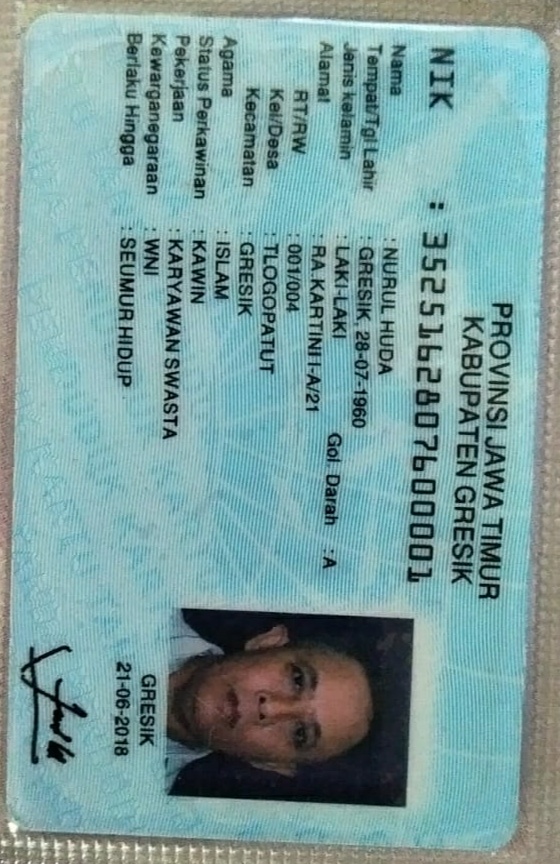 PROVINSI JAWA TIMUR
KABUPATEN GRESIK
NIK : 3525162807600001
Nama : NURUL HUDA
Tempat/Tgl Lahir : GRESIK, 28-07-1960
Jenis Kelamin : LAKI-LAKI Gol. Darah : A
Alamat : RA.KARTINI I-A/21
RT/RW : 001/004
Kel/Desa : TLOGOPATUT
Kecamatan : GRESIK
Agama : ISLAM
Status Perkawinan : KAWIN
Pekerjaan : KARYAWAN SWASTA
Kewarganegaraan : WNI
Berlaku Hingga : SEUMUR HIDUP
GRESIK
21-06-2018